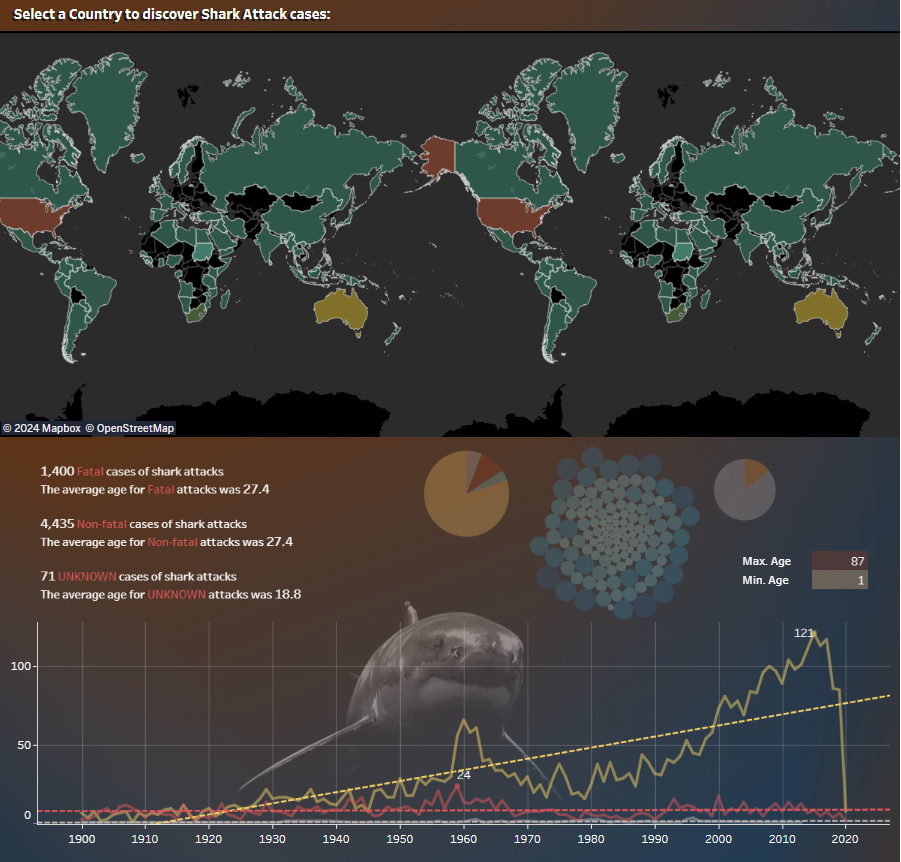 Select a Country to discover Shark Attack cases:
© 2024 Mapbox © OpenStreetMap
1,400 Fatal cases of shark attacks
The average age for Fatal attacks was 27.4
4,435 Non-fatal cases of shark attacks
The average age for Non-fatal attacks was 27.4
71 UNKNOWN cases of shark attacks
The average age for UNKNOWN attacks was 18.8
Max. Age 87
Min. Age 1
121
100
50
24
0
1900 1910 1920 1930 1940 1950 1960 1970 1980 1990 2000 2010 2020